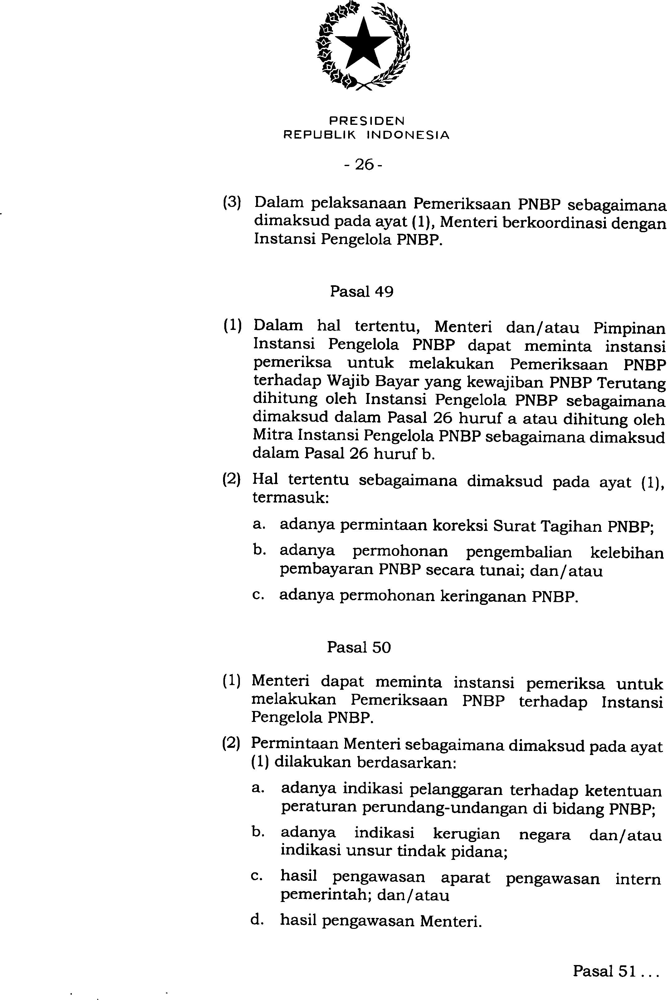 PRESIDEN
REPUBLIK INDONESIA
- 26 -
(3) Dalam pelaksanaan Pemeriksaan PNBP sebagaimana
dimaksud pada ayat (1), Menteri berkoordinasi dengan
Instansi Pengelola PNBP.
Pasal 49
(1) Dalam hal tertentu, Menteri dan/atau Pimpinan
Instansi Pengelola PNBP dapat meminta instansi
pemeriksa untuk melakukan Pemeriksaan PNBP
terhadap Wajib Bayar yang kewajiban PNBP Terutang
dihitung oleh Instansi Pengelola PNBP sebagaimana
dimaksud dalam Pasal 26 huruf a atau dihitung oleh
Mitra Instansi Pengelola PNBP sebagaimana dimaksud
dalam Pasal 26 huruf b.
(2) Hal tertentu sebagaimana dimaksud pada ayat (1),
termasuk:
a. adanya permintaan koreksi Surat Tagihan PNBP;
b. adanya permohonan pengembalian kelebihan
pembayaran PNBP secara tunai; dan/atau
c. adanya permohonan keringanan PNBP.
Pasal 50
(1) Menteri dapat meminta instansi pemeriksa untuk
melakukan Pemeriksaan PNBP terhadap Instansi
Pengelola PNBP.
(2) Permintaan Menteri sebagaimana dimaksud pada ayat
(1) dilakukan berdasarkan:
a. adanya indikasi pelanggaran terhadap ketentuan
peraturan perundang-undangan di bidang PNBP;
b. adanya indikasi kerugian negara dan/atau
indikasi unsur tindak pidana;
c. hasil pengawasan aparat pengawasan intern
pemerintah; dan/atau
d. hasil pengawasan Menteri.
Pasal 51 . . .